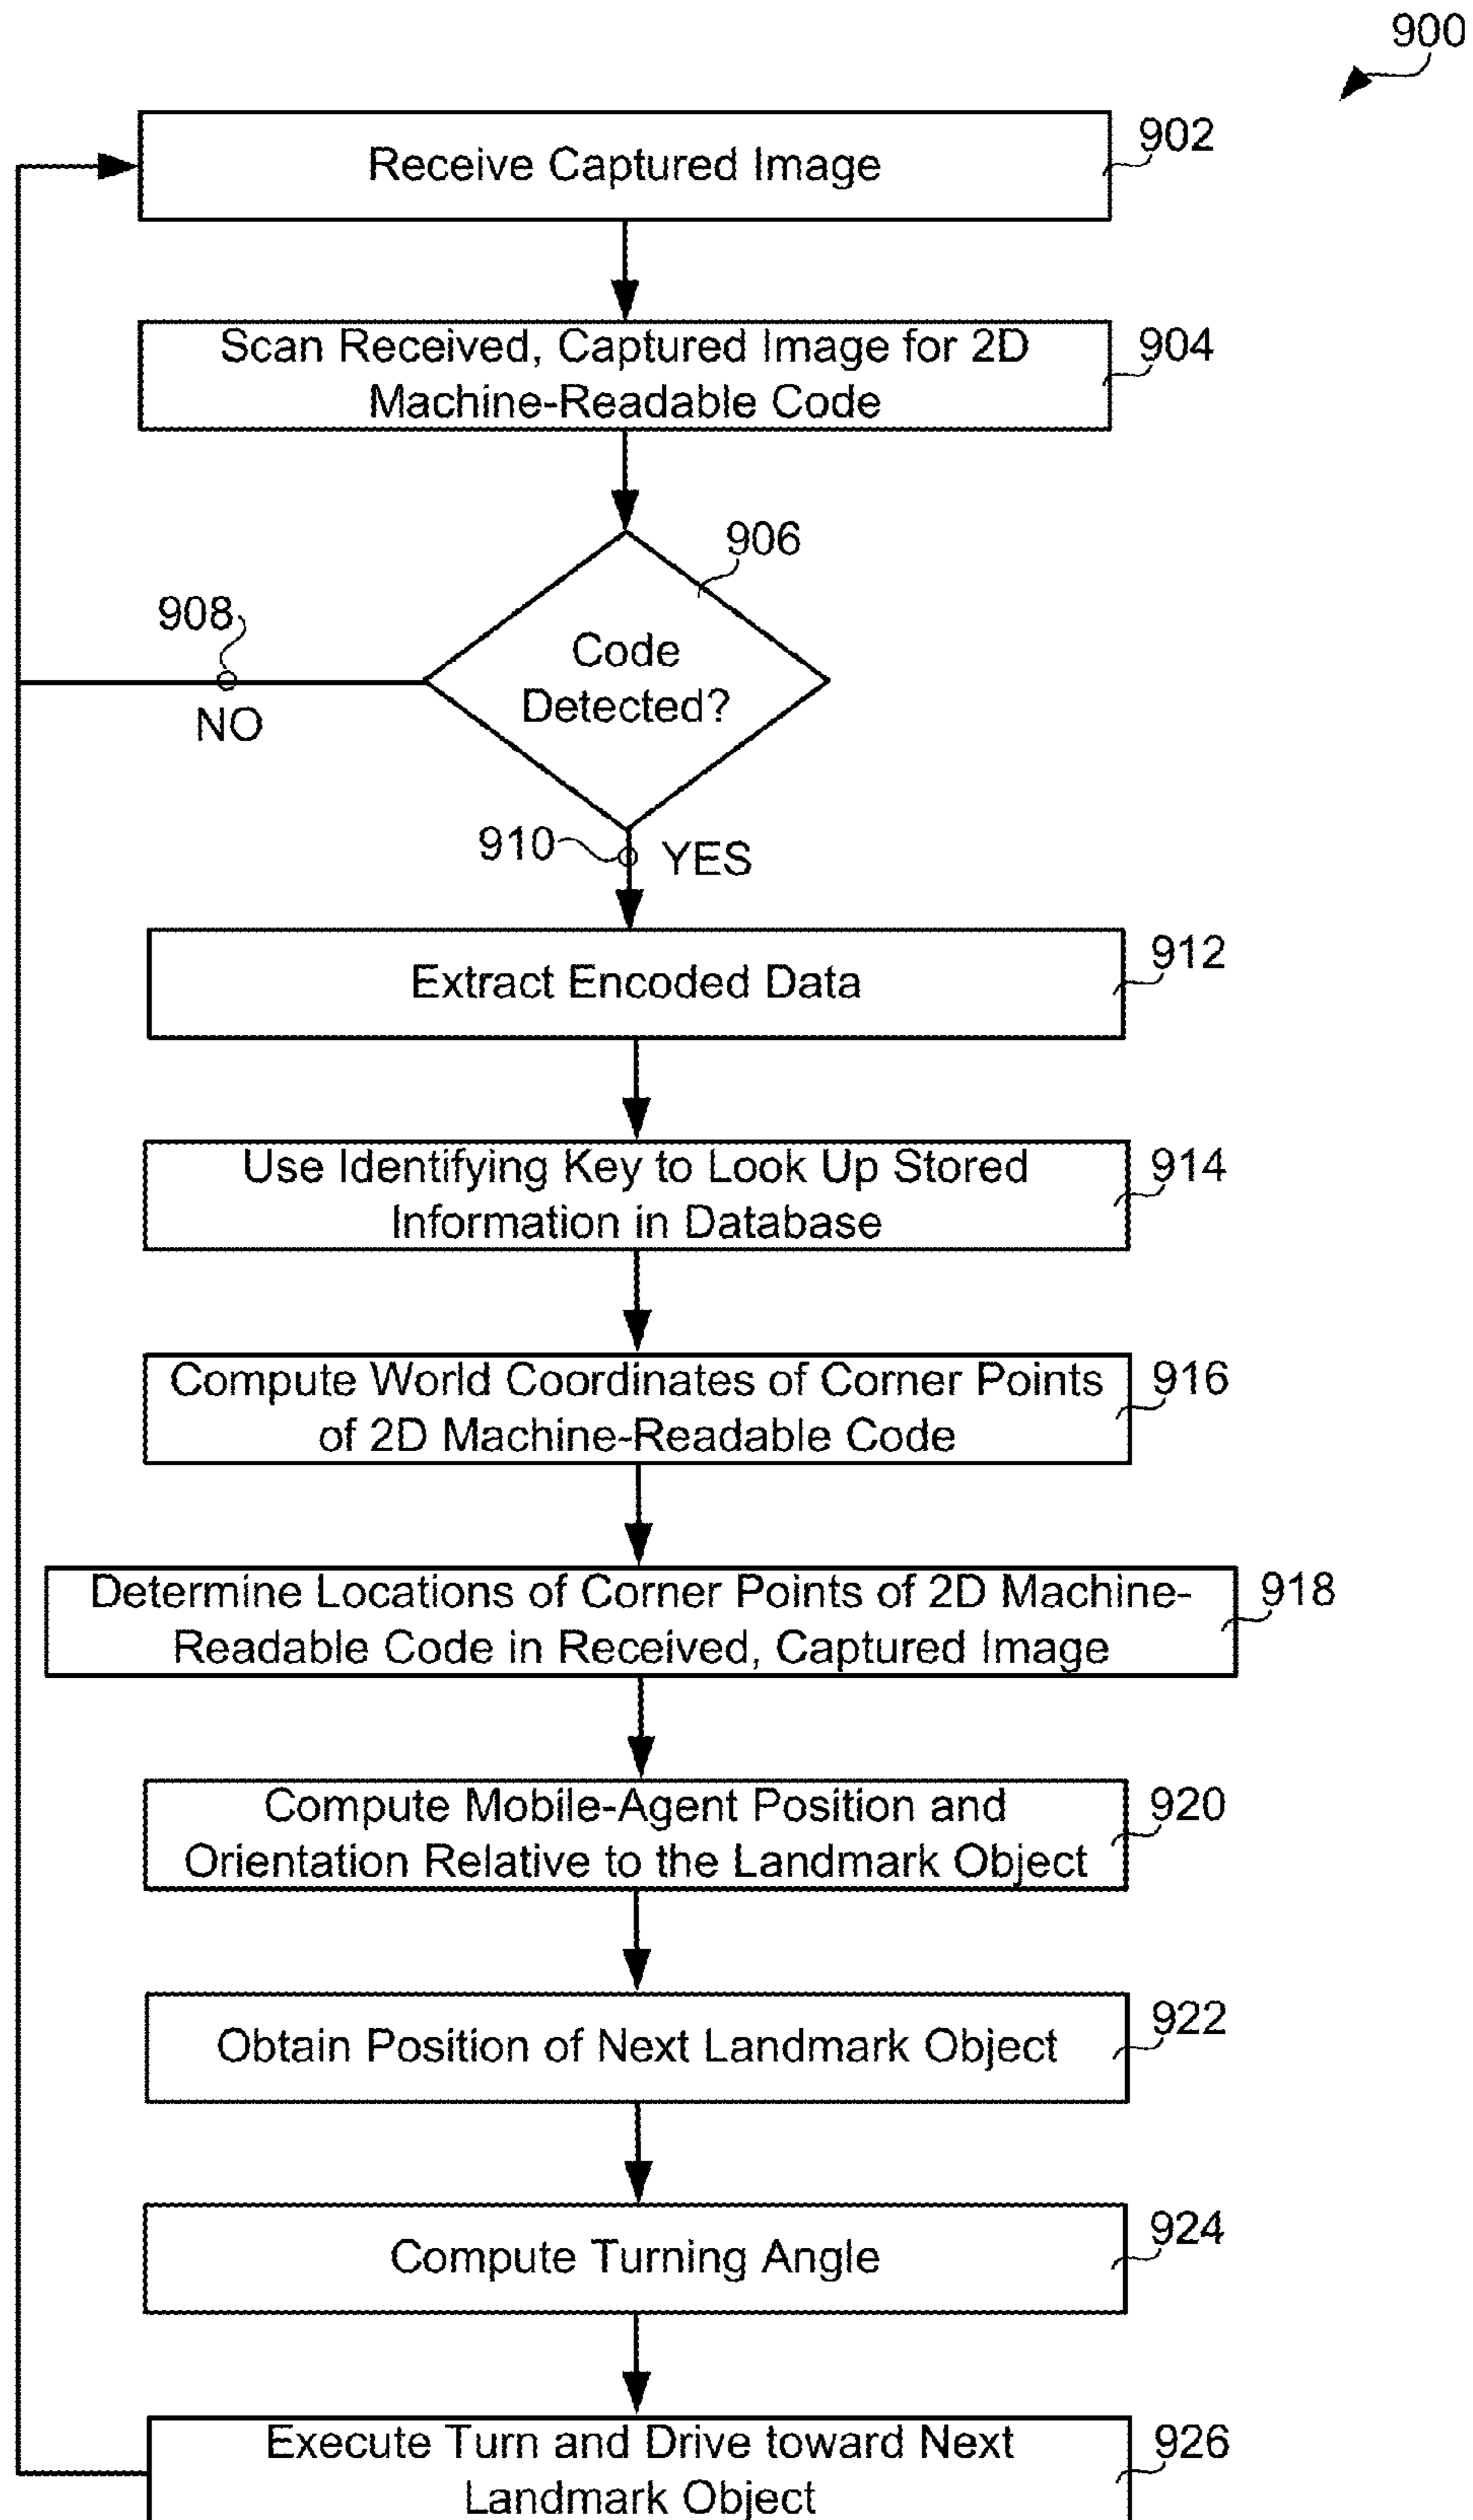 900
Receive Captured Image
902
Scan Received, Captured Image for 2D
Machine-Readable Code
904
906
Code
Detected?
908
NO
910
YES
Extract Encoded Data
912
Use Identifying Key to Look Up Stored
Information in Database
914
Compute World Coordinates of Corner Points
of 2D Machine-Readable Code
916
Determine Locations of Corner Points of 2D Machine-
Readable Code in Received, Captured Image
918
Compute Mobile-Agent Position and
Orientation Relative to the Landmark Object
920
Obtain Position of Next Landmark Object
922
Compute Turning Angle
924
Execute Turn and Drive toward Next
Landmark Object
926